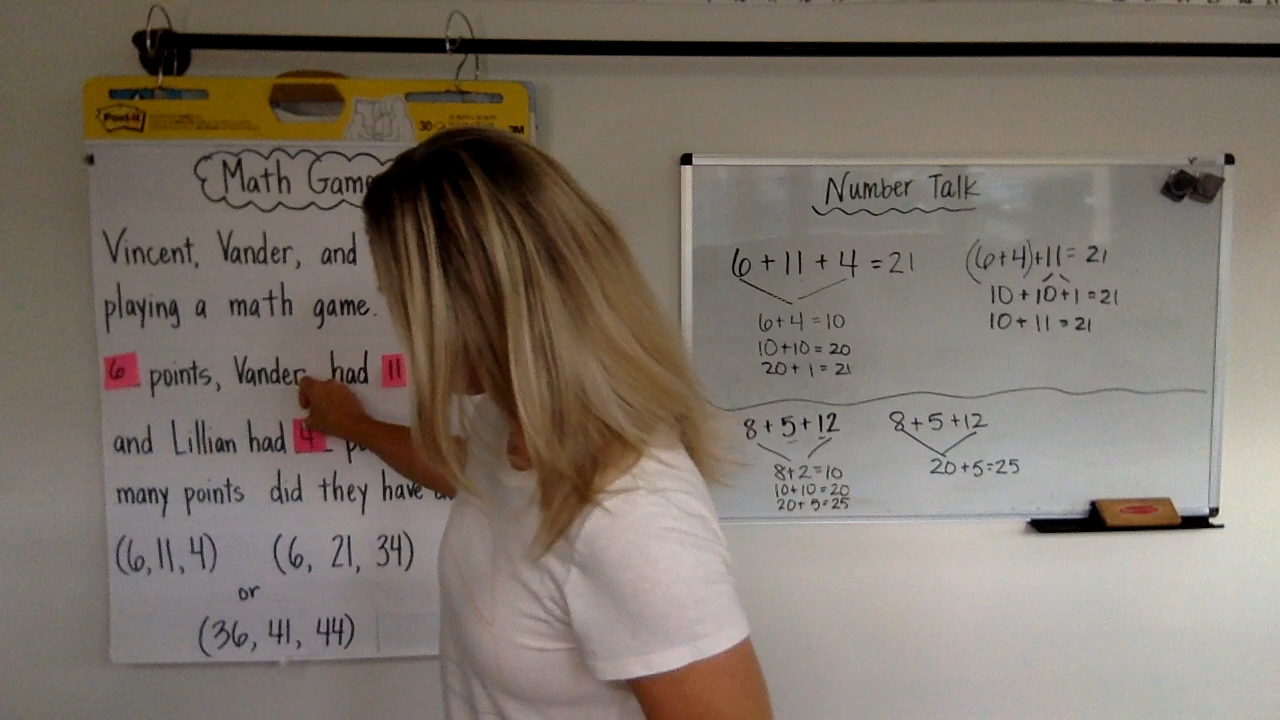 Post-it
30
3M
Math Game
Vincent, Vander, and
playing a math game.
6 points, Vander had 11
and Lillian had 4
many points did they have
(6, 11, 4) (6, 21, 34)
or
(36, 41, 44)
Number Talk
6 + 11 + 4 = 21
6+4=10
10+10=20
20+1=21
(6+4)+11=21
10+10+1=21
10+11=21
8+5+12
8+2=10
10+10=20
20+5=25
8+5+12
20+5=25